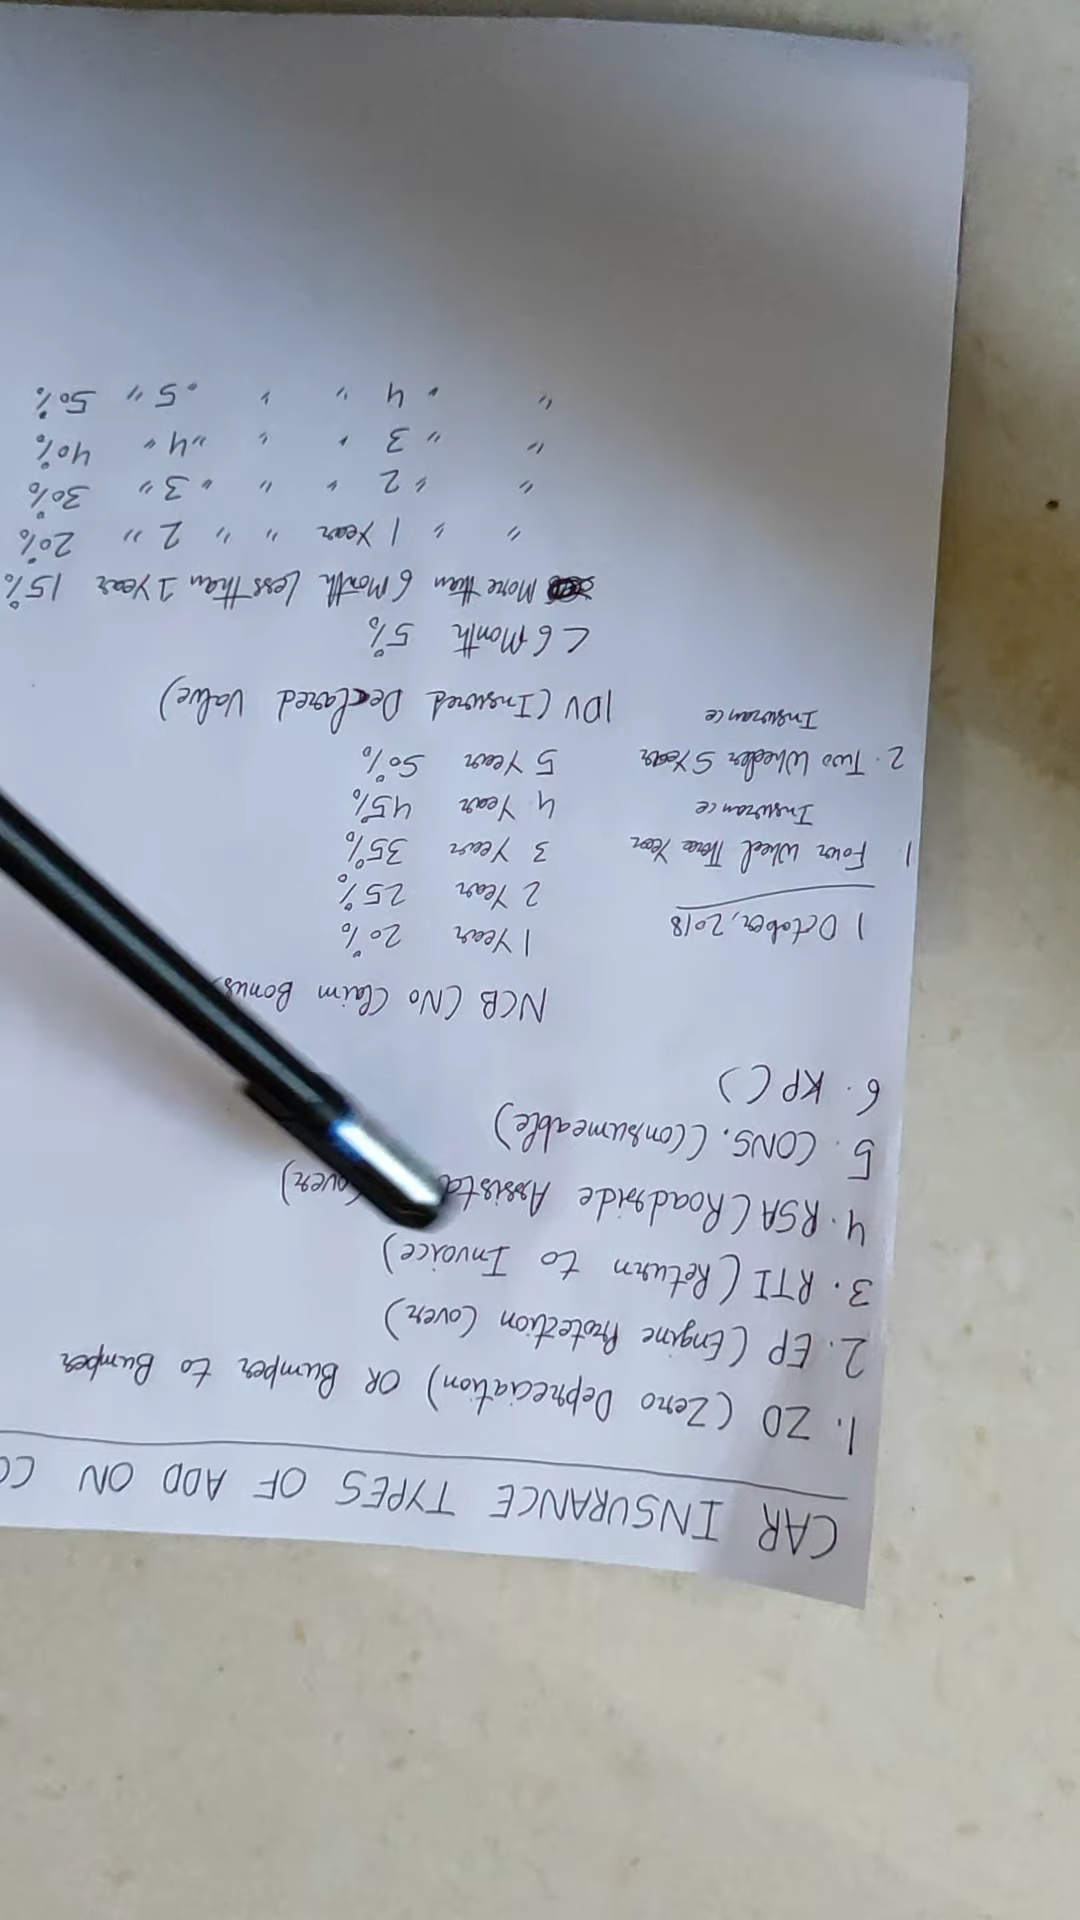 CAR INSURANCE TYPES OF ADD ON
1. ZD (Zero Depreciation) OR Bumper to Bumper
2. EP (Engine Protection Cover)
3. RTI (Return to Invoice)
4. RSA (Roadside
5. CONS. (Consumeable)
6. KP ( )
NCB (No Claim Bonus)
1 Year 20%
2 Year 25%
3 Year 35%
4 Year 45%
5 Year 50%
1 October, 2018
1. Four Wheel Three Year
Insurance
2. Two Wheeler 5 Year
Insurance
IDV (Insured Declared Value)
< 6 Month 5%
More than 6 Month Less than 1 Year 15%
" " 1 Year " " 2 " 20%
" " 2 " " " 3 " 30%
" " 3 " " " 4 " 40%
" " 4 " " " 5 " 50%